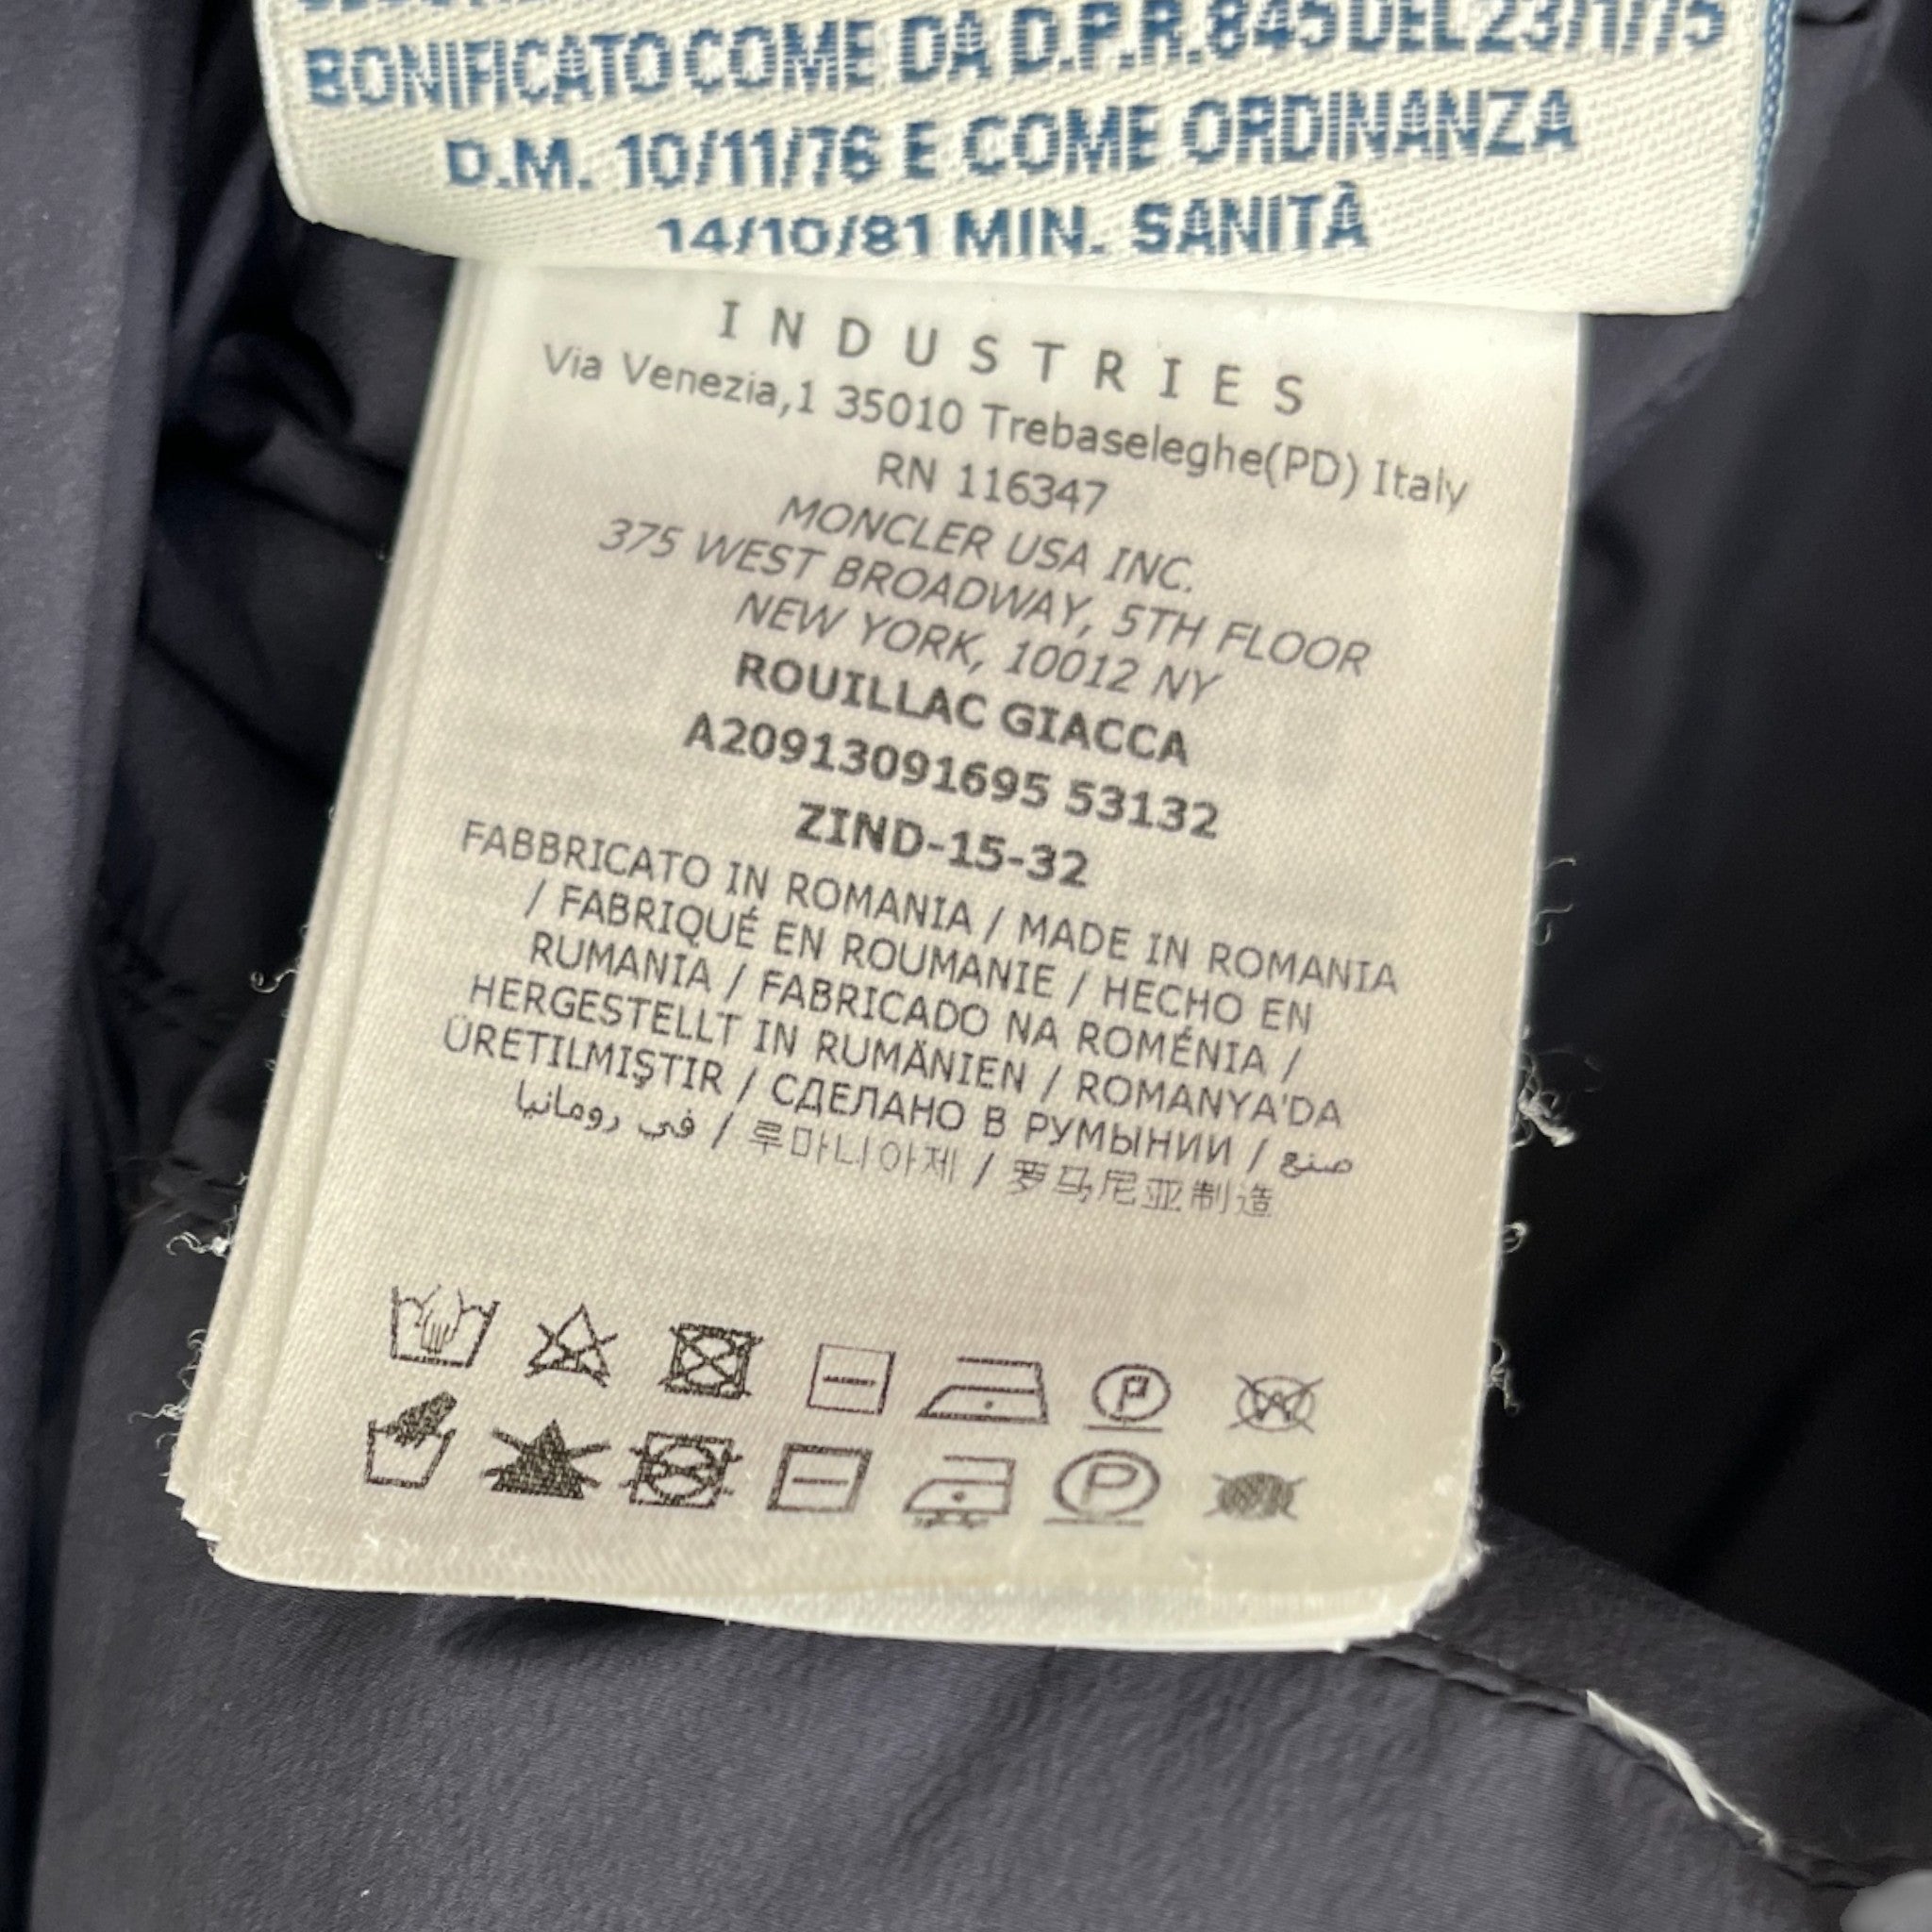 BONIFICATO COME DA D.P.R.845 DEL 23/1/75
D.M. 10/11/76 E COME ORDINANZA
14/10/81 MIN. SANITÀ
INDUSTRIES
Via Venezia,1 35010 Trebaseleghe(PD) Italy
RN 116347
MONCLER USA INC.
375 WEST BROADWAY, 5TH FLOOR
NEW YORK, 10012 NY
ROUILLAC GIACCA
A20913091695 53132
ZIND-15-32
FABBRICATO IN ROMANIA / MADE IN ROMANIA
/ FABRIQUÉ EN ROUMANIE / HECHO EN
RUMANIA / FABRICADO NA ROMÉNIA /
HERGESTELLT IN RUMÄNIEN / ROMANYA'DA
ÜRETILMIŞTIR / СДЕЛАНО В РУМЫНИИ / صنع
في رومانيا / 루마니아제 / 罗马尼亚制造
P W
P